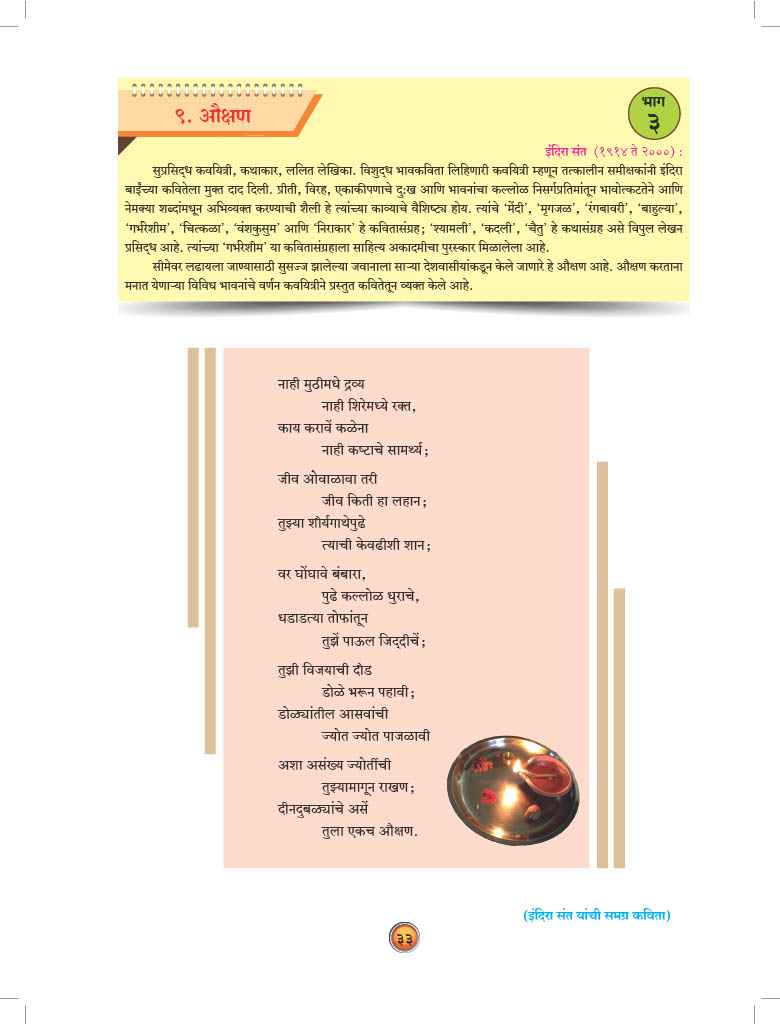 ९. औक्षण
भाग
३
इंदिरा संत (१९१४ ते २०००) :
सुप्रसिद्ध कवयित्री, कथाकार, ललित लेखिका. विशुद्ध भावकविता लिहिणारी कवयित्री म्हणून तत्कालीन समीक्षकांनी इंदिरा
बाईंच्या कवितेला मुक्त दाद दिली. प्रीती, विरह, एकाकीपणाचे दुःख आणि भावनांचा कल्लोळ निसर्गप्रतिमांतून भावोत्कटतेने आणि
नेमक्या शब्दांमधून अभिव्यक्त करण्याची शैली हे त्यांच्या काव्याचे वैशिष्ट्य होय. त्यांचे ‘मेंदी’, ‘मृगजळ’, ‘रंगबावरी’, ‘बाहुल्या’,
‘गर्भरेशीम’, ‘चित्कळा’, ‘वंशकुसुम’ आणि ‘निराकार’ हे कवितासंग्रह; ‘श्यामली’, ‘कदली’, ‘चैतु’ हे कथासंग्रह असे विपुल लेखन
प्रसिद्ध आहे. त्यांच्या ‘गर्भरेशीम’ या कवितासंग्रहाला साहित्य अकादमीचा पुरस्कार मिळालेला आहे.
सीमेवर लढायला जाण्यासाठी सुसज्ज झालेल्या जवानाला साऱ्या देशवासीयांकडून केले जाणारे हे औक्षण आहे. औक्षण करताना
मनात येणाऱ्या विविध भावनांचे वर्णन कवयित्रीने प्रस्तुत कवितेतून व्यक्त केले आहे.
नाही मुठीमधे द्रव्य
नाही शिरेमध्ये रक्त,
काय करावें कळेना
नाही कष्टाचे सामर्थ्य;
जीव ओवाळावा तरी
जीव किती हा लहान;
तुझ्या शौर्यगाथेपुढे
त्याची केवढीशी शान;
वर घोंघावे बंबारा,
पुढे कल्लोळ धुराचे,
धडाडत्या तोफांतून
तुझें पाऊल जिद्दीचें;
तुझी विजयाची दौड
डोळे भरून पहावी;
डोळ्यांतील आसवांची
ज्योत ज्योत पाजळावी
अशा असंख्य ज्योतींची
तुझ्यामागून राखण;
दीनदुबळ्यांचे असें
तुला एकच औक्षण.
(इंदिरा संत यांची समग्र कविता)
३३